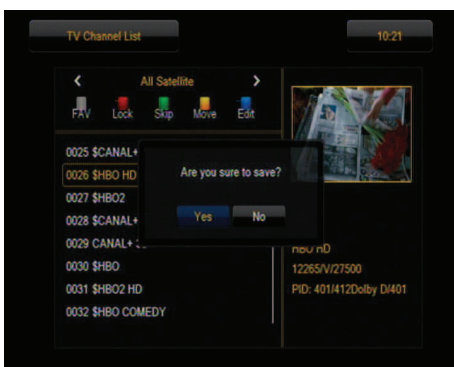 TV Channel List
10:21
All Satellite
FAV Lock Skip Move Edit
0025 $CANAL+
0026 $HBO HD
0027 $HBO2
0028 $CANAL+
0029 CANAL+
0030 $HBO
0031 $HBO2 HD
0032 $HBO COMEDY
Are you sure to save?
Yes No
HBO HD
12265/V/27500
PID: 401/412Dolby D/401